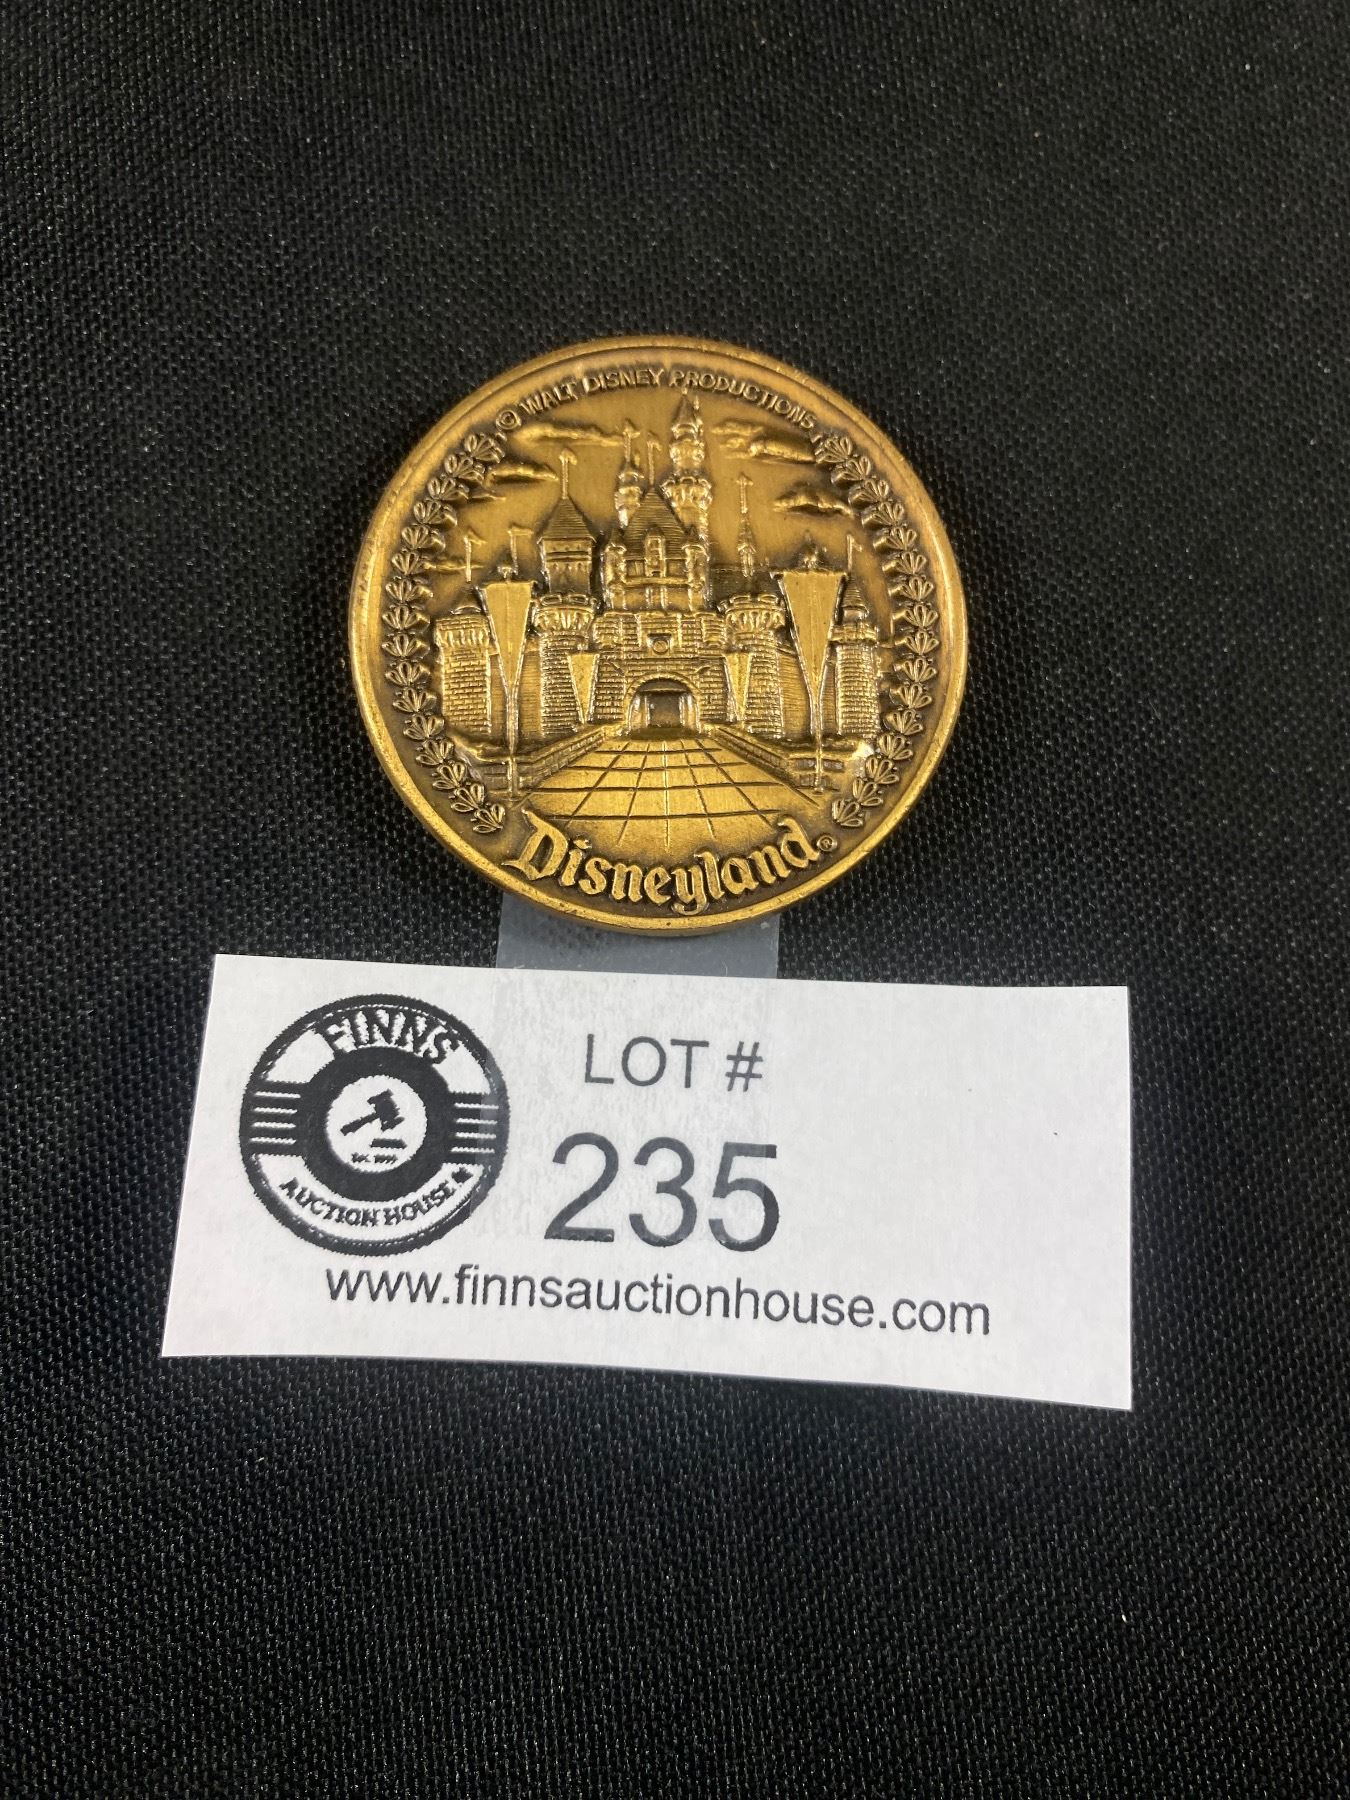 © WALT DISNEY PRODUCTIONS
Disneyland®
FINNS
AUCTION HOUSE
LOT #
235
www.finnsauctionhouse.com